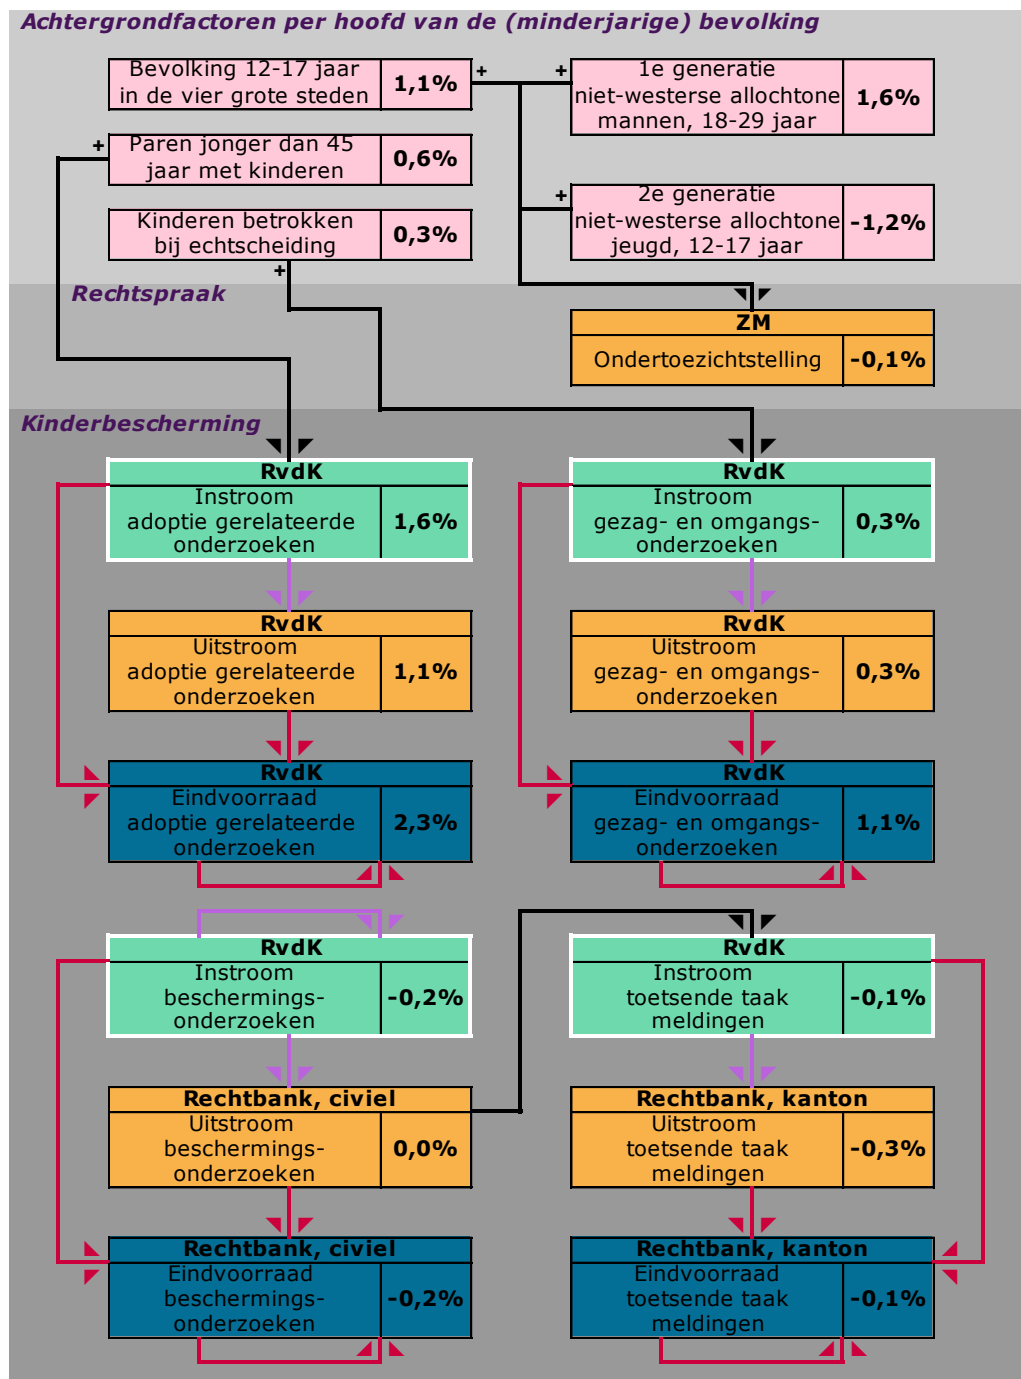 Achtergrondfactoren per hoofd van de (minderjarige) bevolking
Bevolking 12-17 jaar
in de vier grote steden
1,1%
+
+
1e generatie
niet-westerse allochtone
mannen, 18-29 jaar
1,6%
+
Paren jonger dan 45
jaar met kinderen
0,6%
+
2e generatie
niet-westerse allochtone
jeugd, 12-17 jaar
-1,2%
Kinderen betrokken
bij echtscheiding
0,3%
+
Rechtspraak
ZM
Ondertoezichtstelling
-0,1%
Kinderbescherming
RvdK
Instroom
adoptie gerelateerde
onderzoeken
1,6%
RvdK
Instroom
gezag- en omgangs-
onderzoeken
0,3%
RvdK
Uitstroom
adoptie gerelateerde
onderzoeken
1,1%
RvdK
Uitstroom
gezag- en omgangs-
onderzoeken
0,3%
RvdK
Eindvoorraad
adoptie gerelateerde
onderzoeken
2,3%
RvdK
Eindvoorraad
gezag- en omgangs-
onderzoeken
1,1%
RvdK
Instroom
beschermings-
onderzoeken
-0,2%
RvdK
Instroom
toetsende taak
meldingen
-0,1%
Rechtbank, civiel
Uitstroom
beschermings-
onderzoeken
0,0%
Rechtbank, kanton
Uitstroom
toetsende taak
meldingen
-0,3%
Rechtbank, civiel
Eindvoorraad
beschermings-
onderzoeken
-0,2%
Rechtbank, kanton
Eindvoorraad
toetsende taak
meldingen
-0,1%